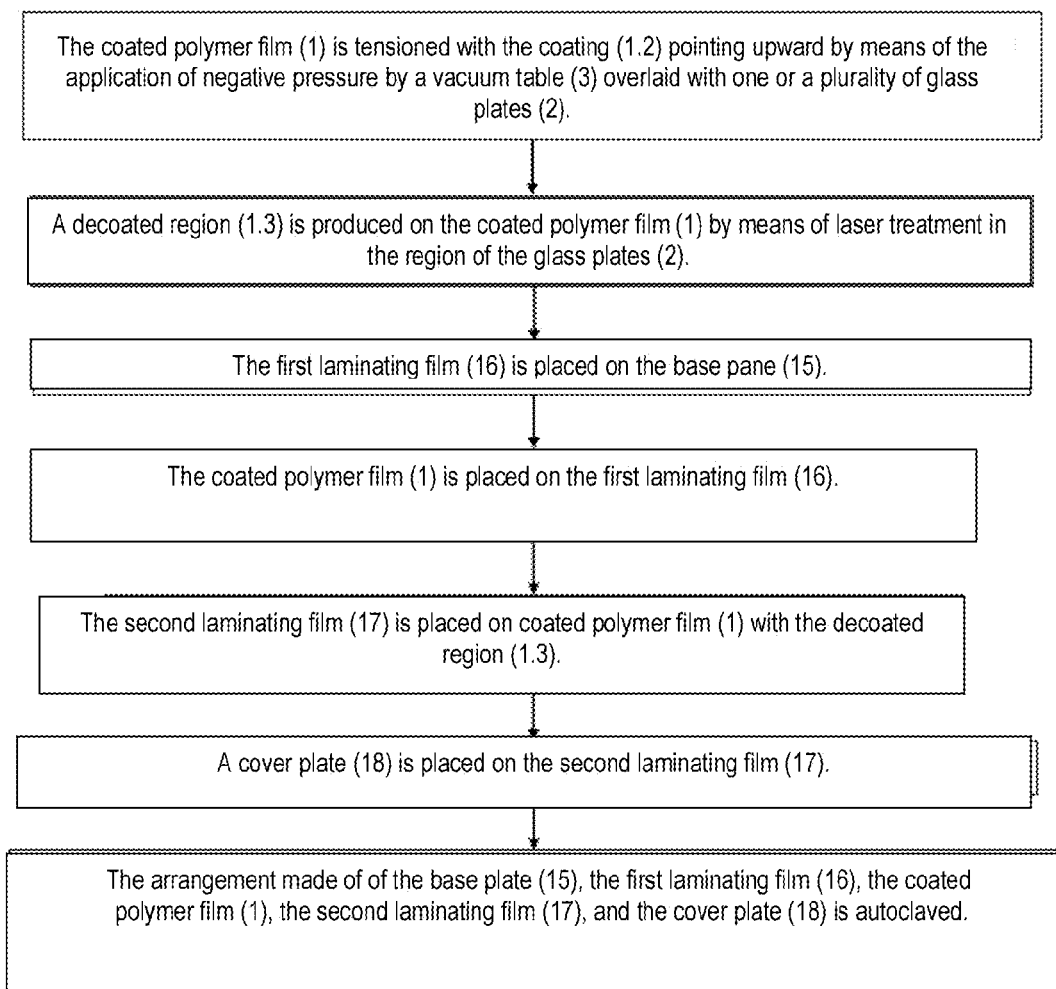 The coated polymer film (1) is tensioned with the coating (1.2) pointing upward by means of the
application of negative pressure by a vacuum table (3) overlaid with one or a plurality of glass
plates (2).
A decoated region (1.3) is produced on the coated polymer film (1) by means of laser treatment in
the region of the glass plates (2).
The first laminating film (16) is placed on the base pane (15).
The coated polymer film (1) is placed on the first laminating film (16).
The second laminating film (17) is placed on coated polymer film (1) with the decoated
region (1.3).
A cover plate (18) is placed on the second laminating film (17).
The arrangement made of of the base plate (15), the first laminating film (16), the coated
polymer film (1), the second laminating film (17), and the cover plate (18) is autoclaved.